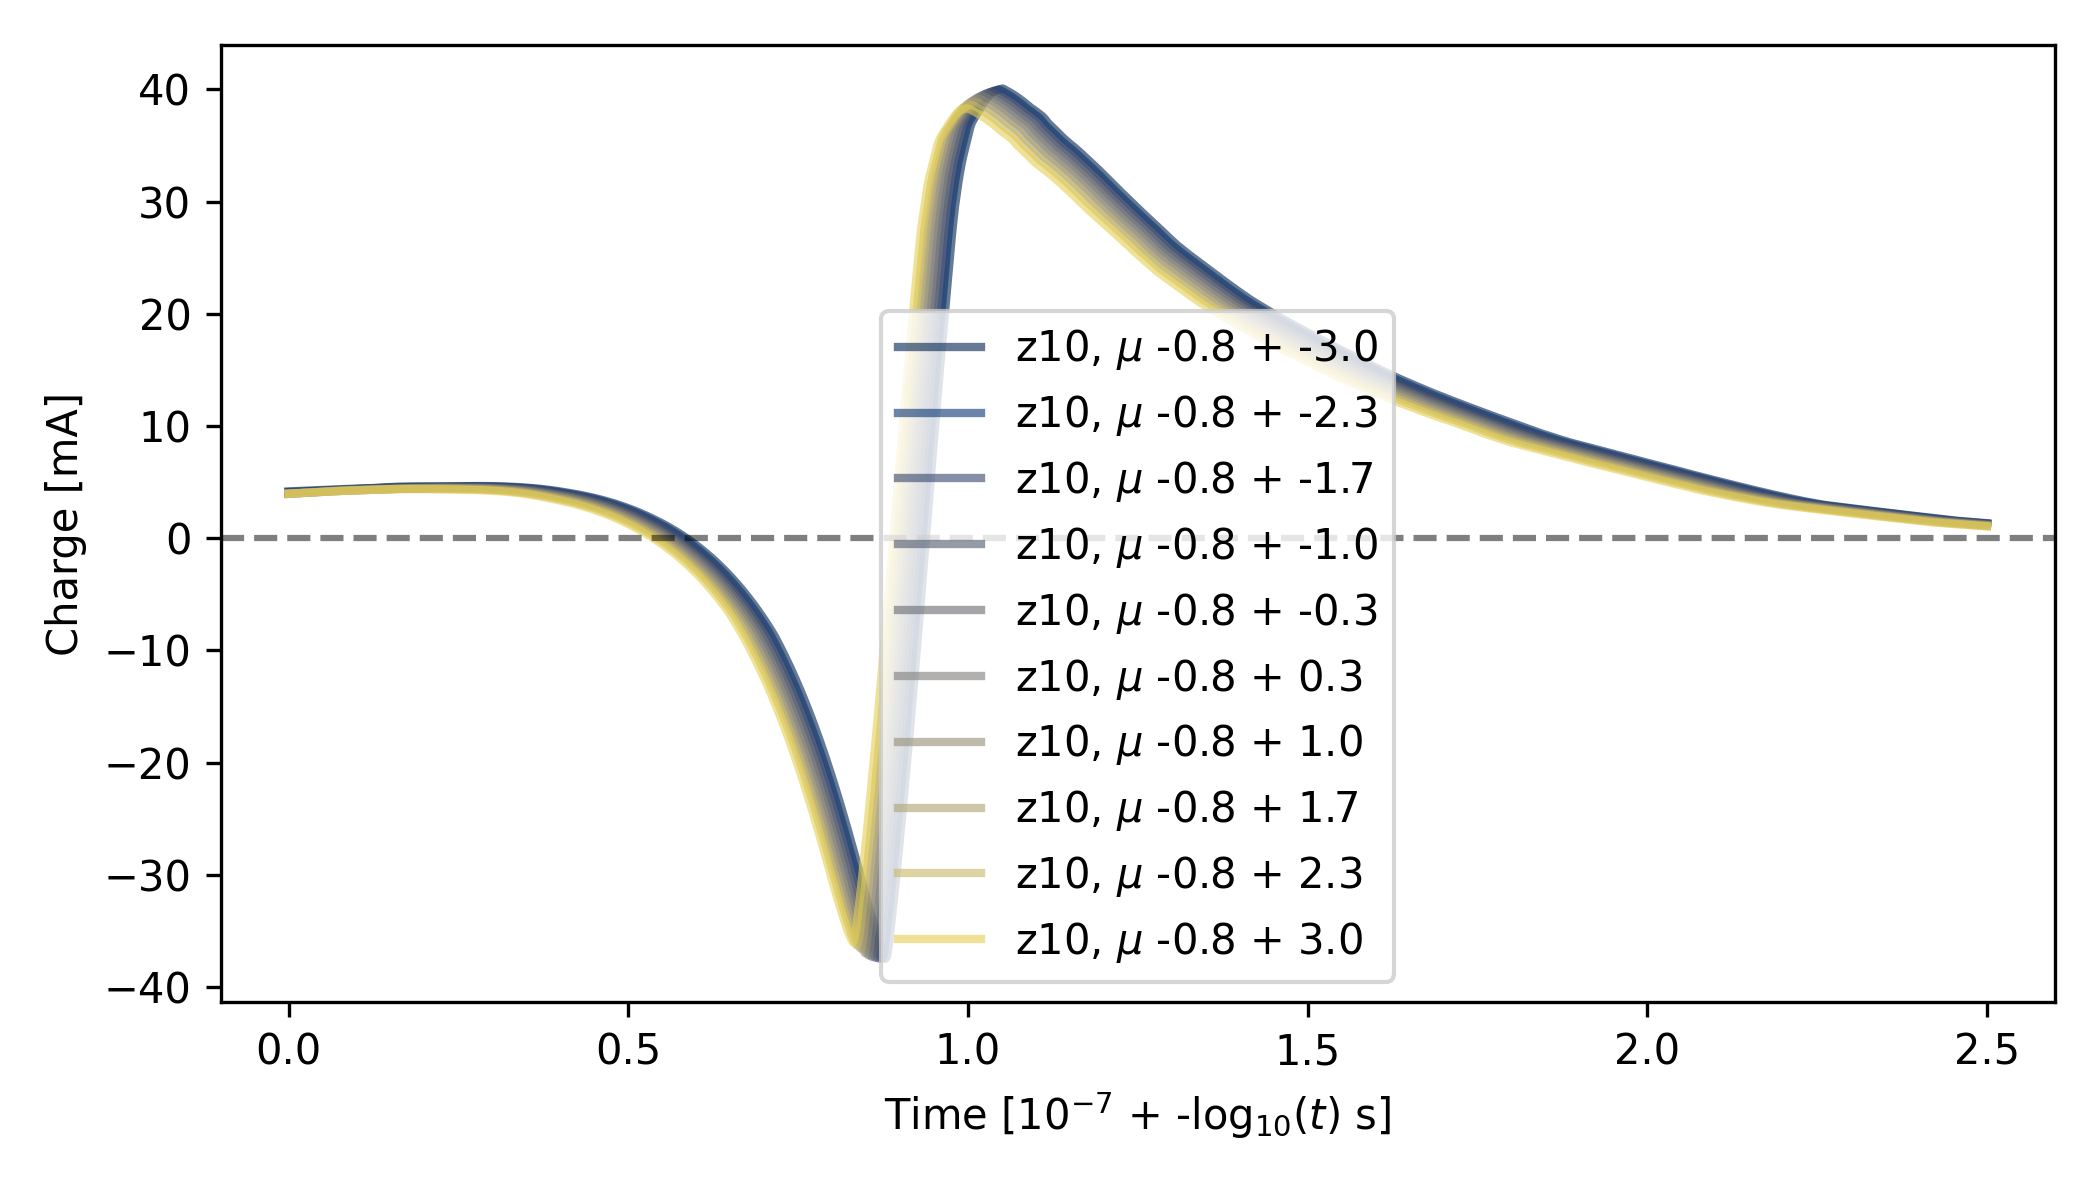 40
30
20
10
0
−10
−20
−30
−40
Charge [mA]
z10, μ -0.8 + -3.0
z10, μ -0.8 + -2.3
z10, μ -0.8 + -1.7
z10, μ -0.8 + -1.0
z10, μ -0.8 + -0.3
z10, μ -0.8 + 0.3
z10, μ -0.8 + 1.0
z10, μ -0.8 + 1.7
z10, μ -0.8 + 2.3
z10, μ -0.8 + 3.0
0.0 0.5 1.0 1.5 2.0 2.5
Time [10⁻⁷ + -log₁₀(t) s]